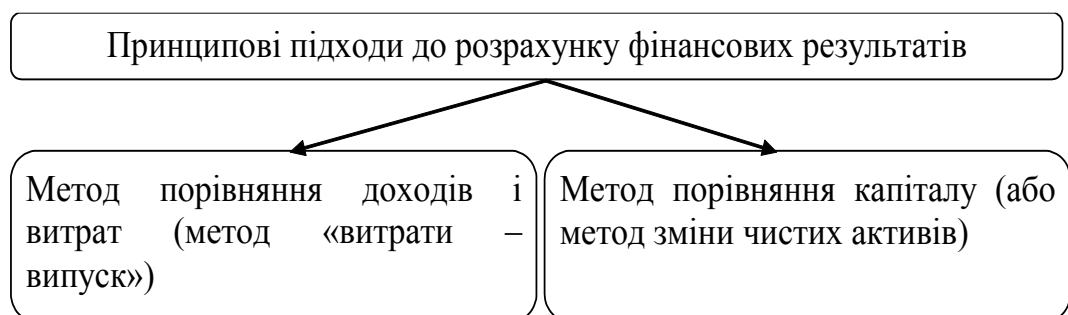 Принципові підходи до розрахунку фінансових результатів
Метод порівняння доходів і
витрат (метод «витрати –
випуск»)
Метод порівняння капіталу (або
метод зміни чистих активів)